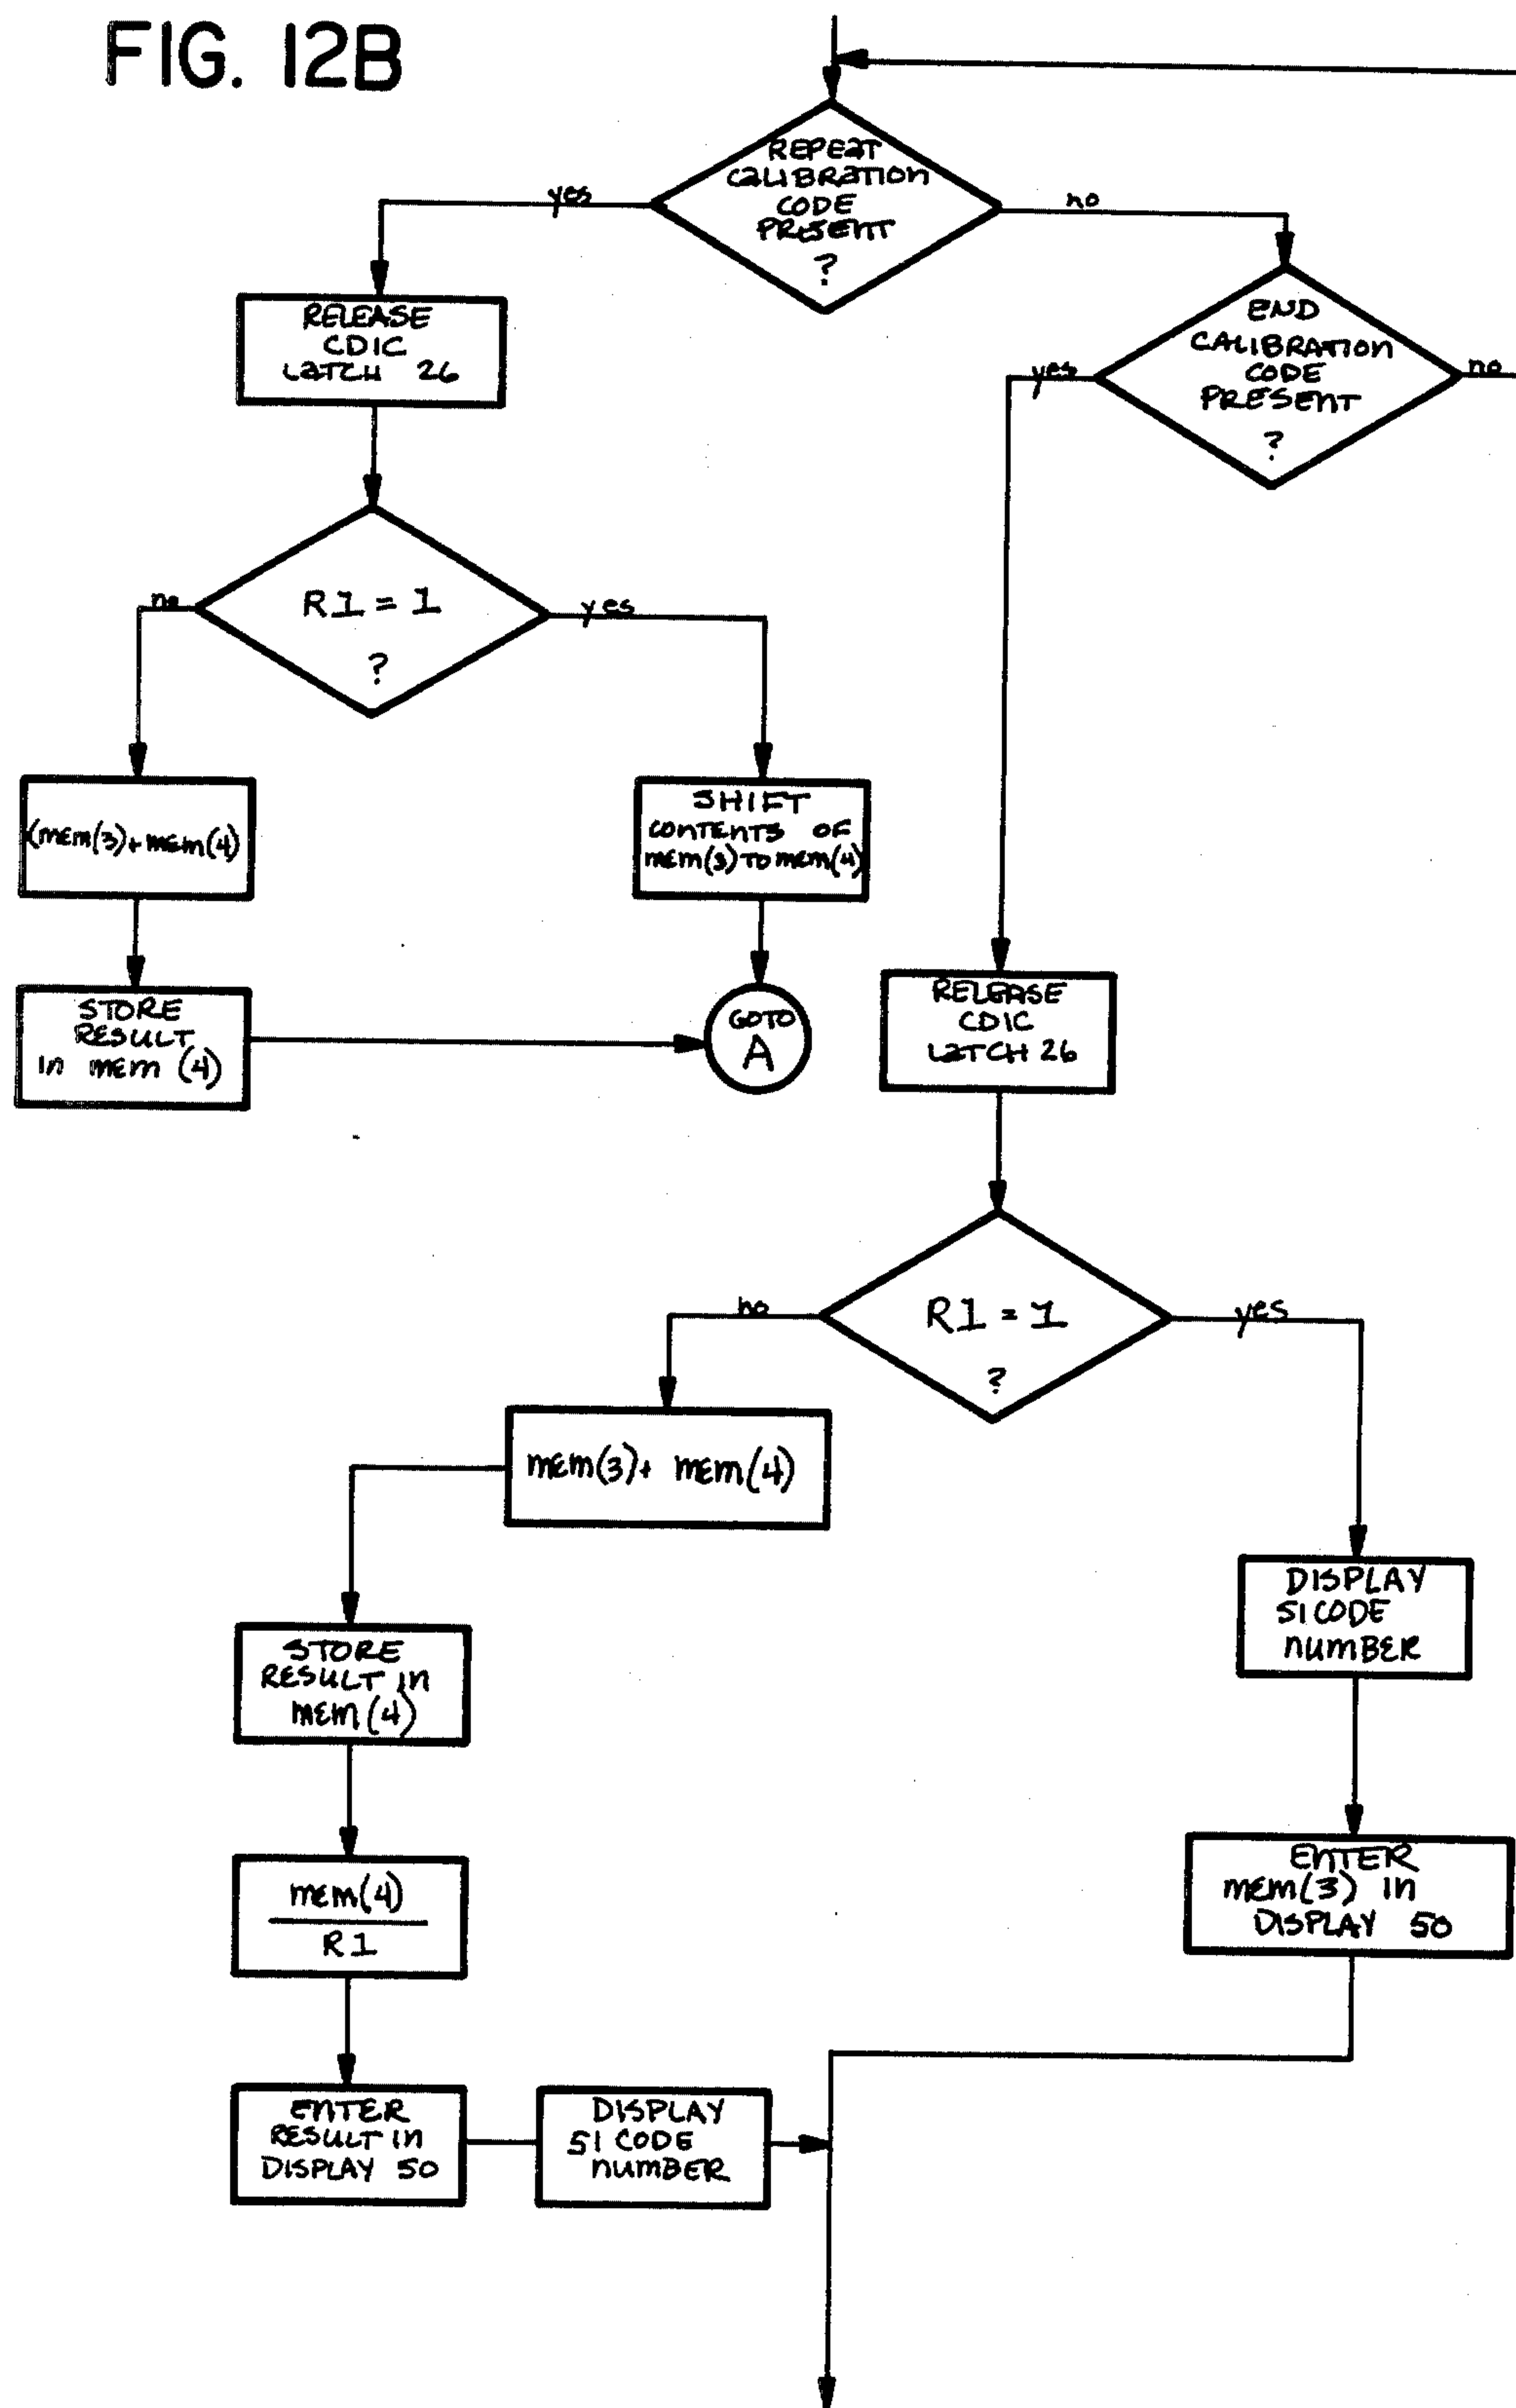 FIG. 12B
REPEAT
CALIBRATION
CODE
PRESENT
?
yes
no
RELEASE
CDIC
LATCH 26
END
CALIBRATION
CODE
PRESENT
?
yes
no
R1 = 1
?
no
yes
(mem(3)+mem(4)
SHIFT
CONTENTS OF
mem(3) TO mem(4)
STORE
RESULT
in mem (4)
GOTO
A
RELEASE
CDIC
LATCH 26
R1 = 1
?
no
yes
mem(3)+ mem(4)
DISPLAY
SI CODE
number
STORE
RESULT in
mem(4)
mem(4)
R1
ENTER
mem(3) in
DISPLAY 50
ENTER
RESULT in
DISPLAY 50
DISPLAY
SI CODE
number